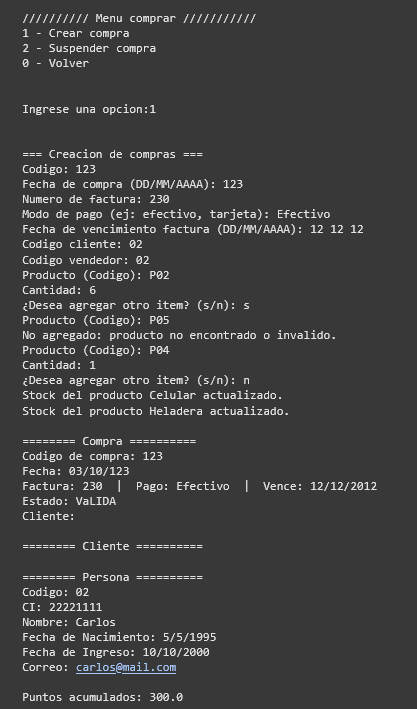 ////////// Menu comprar ///////////
1 - Crear compra
2 - Suspender compra
0 - Volver
Ingrese una opcion:1
=== Creacion de compras ===
Codigo: 123
Fecha de compra (DD/MM/AAAA): 123
Numero de factura: 230
Modo de pago (ej: efectivo, tarjeta): Efectivo
Fecha de vencimiento factura (DD/MM/AAAA): 12 12 12
Codigo cliente: 02
Codigo vendedor: 02
Producto (Codigo): P02
Cantidad: 6
¿Desea agregar otro item? (s/n): s
Producto (Codigo): P05
No agregado: producto no encontrado o invalido.
Producto (Codigo): P04
Cantidad: 1
¿Desea agregar otro item? (s/n): n
Stock del producto Celular actualizado.
Stock del producto Heladera actualizado.
======== Compra ==========
Codigo de compra: 123
Fecha: 03/10/123
Factura: 230 | Pago: Efectivo | Vence: 12/12/2012
Estado: VaLIDA
Cliente:
======== Cliente ==========
======== Persona ==========
Codigo: 02
CI: 22221111
Nombre: Carlos
Fecha de Nacimiento: 5/5/1995
Fecha de Ingreso: 10/10/2000
Correo: carlos@mail.com
Puntos acumulados: 300.0